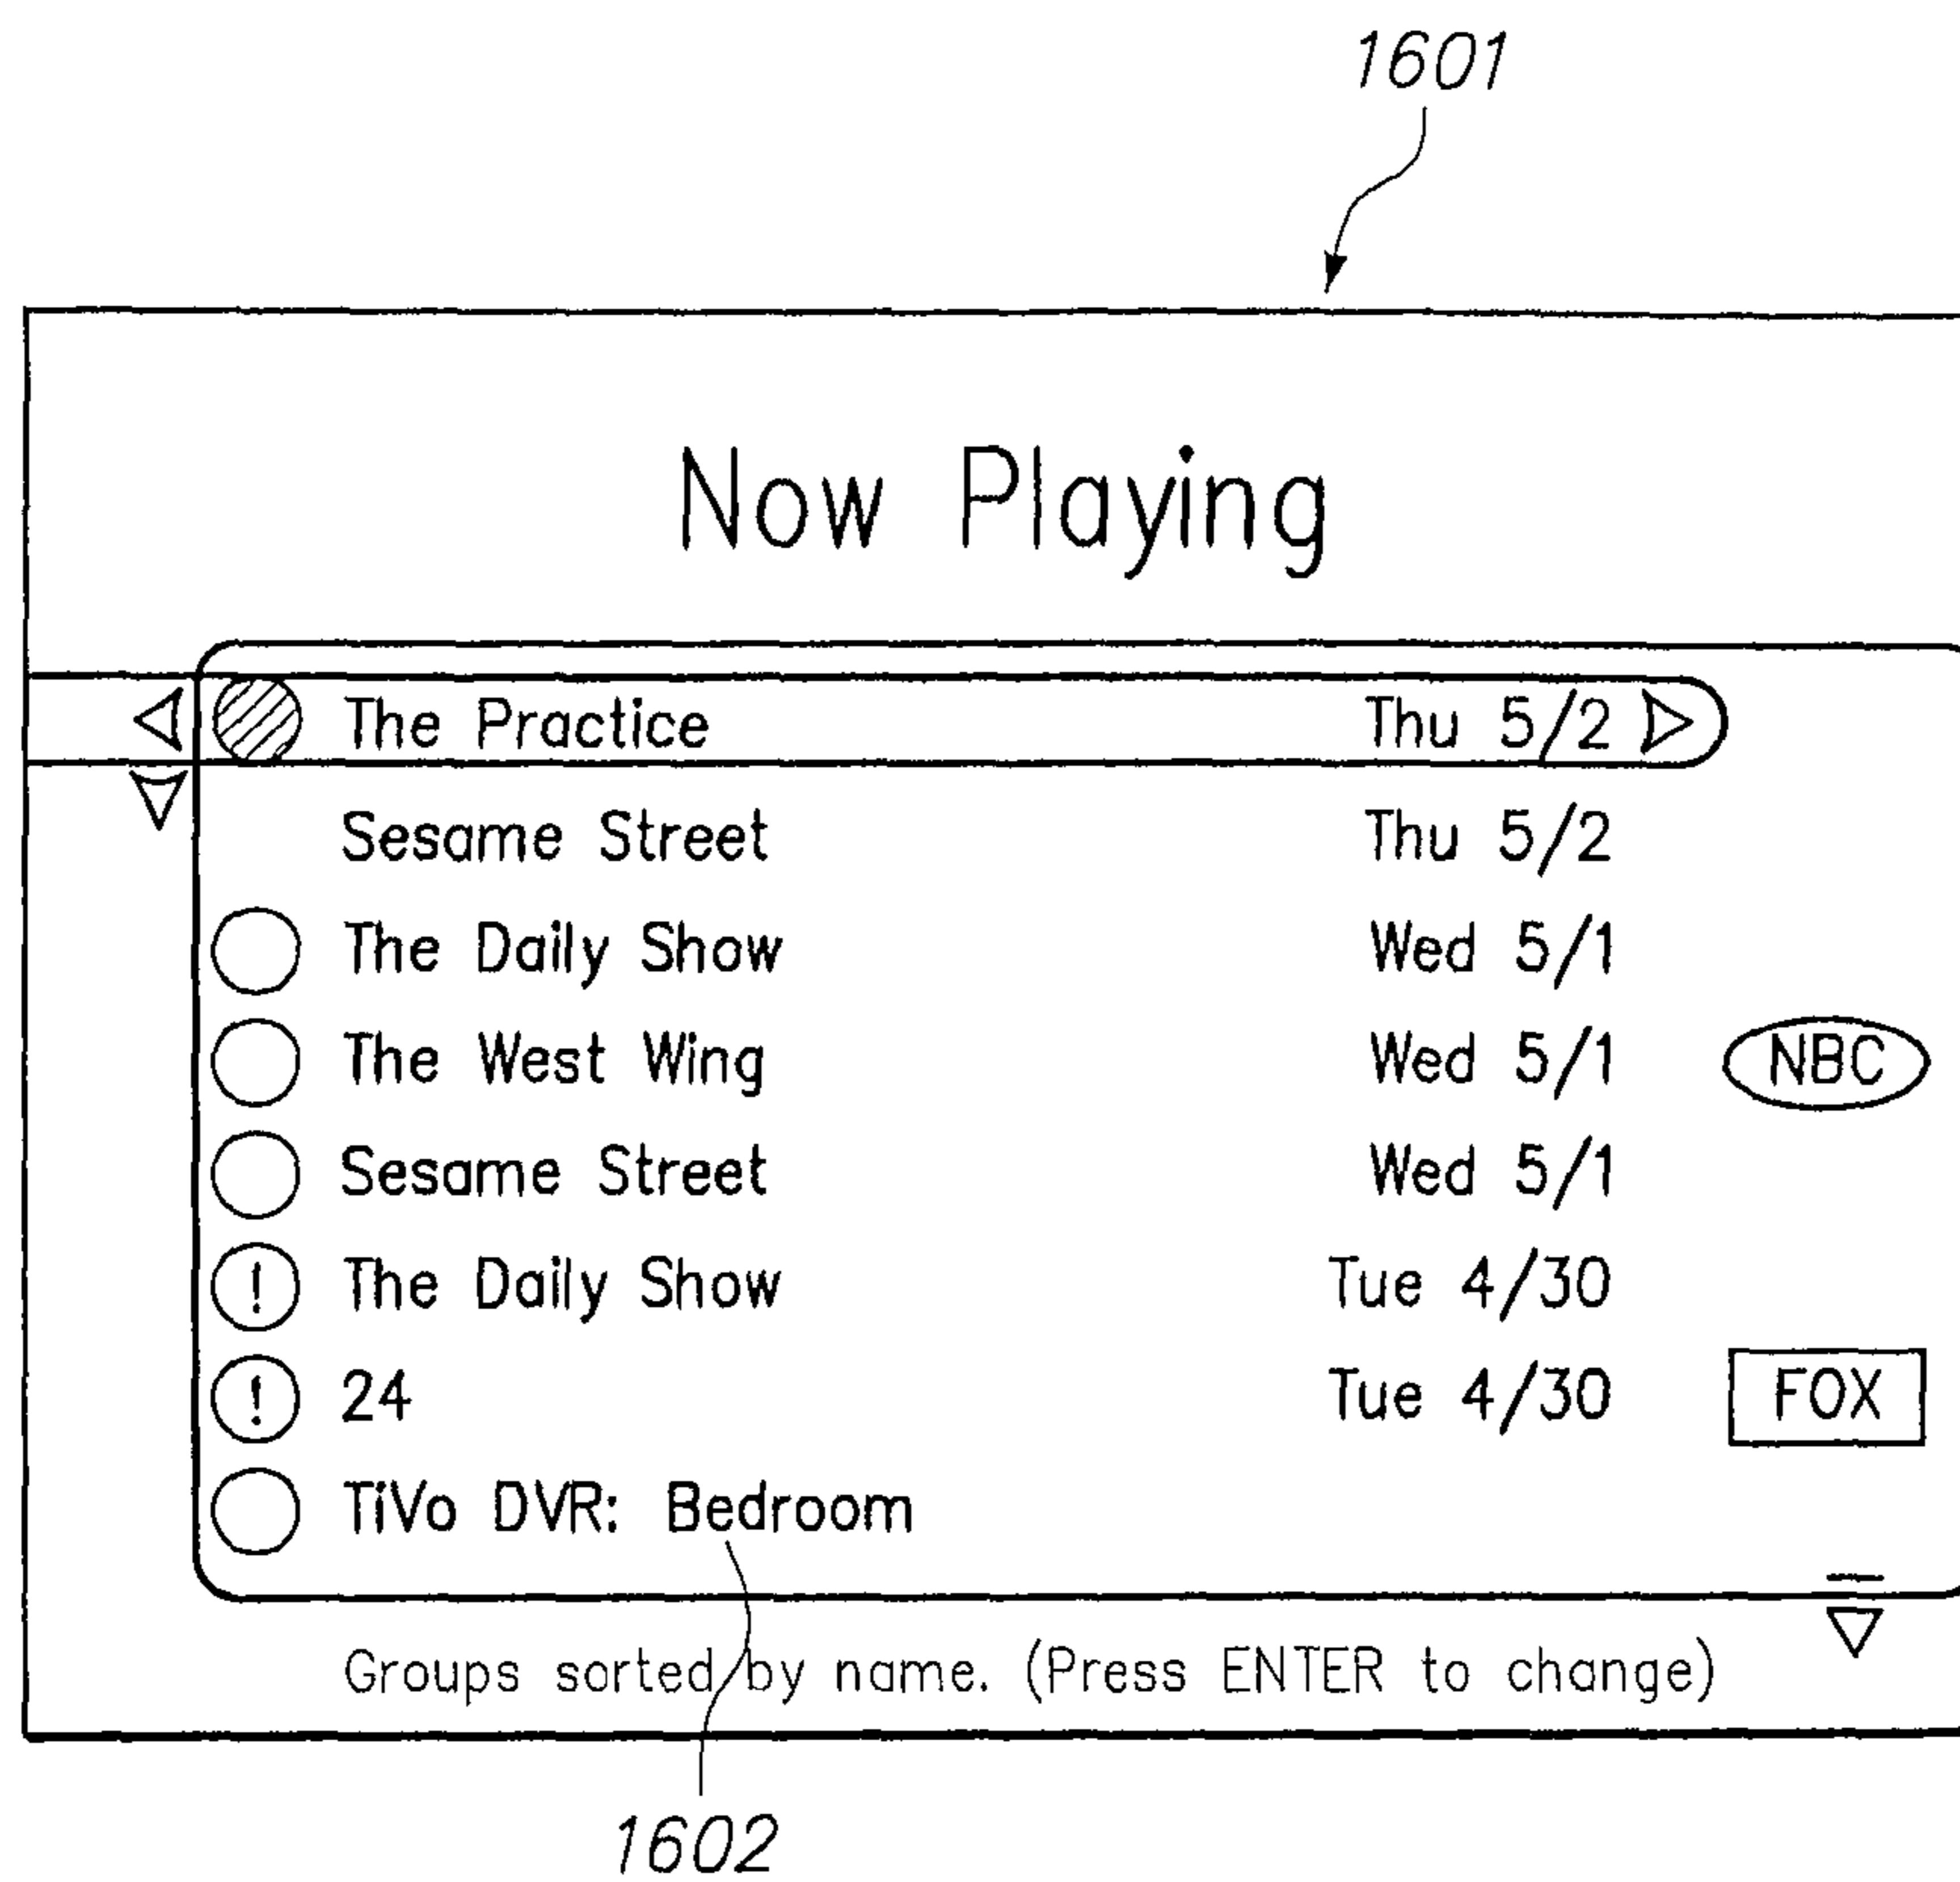 1601
Now Playing
The Practice Thu 5/2
Sesame Street Thu 5/2
The Daily Show Wed 5/1
The West Wing Wed 5/1 NBC
Sesame Street Wed 5/1
! The Daily Show Tue 4/30
! 24 Tue 4/30 FOX
TiVo DVR: Bedroom
Groups sorted by name. (Press ENTER to change)
1602